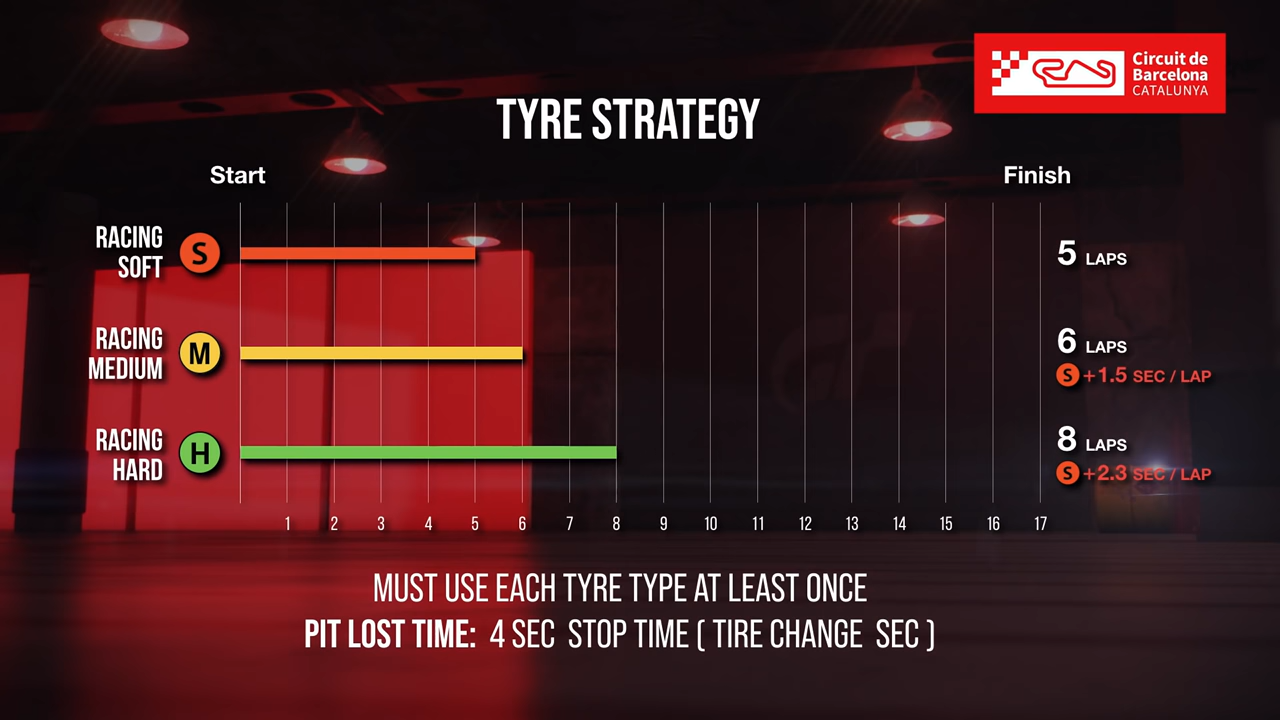 Circuit de
Barcelona
CATALUNYA
TYRE STRATEGY
Start
Finish
RACING
SOFT
S
5 LAPS
RACING
MEDIUM
M
6 LAPS
S +1.5 SEC / LAP
RACING
HARD
H
8 LAPS
S +2.3 SEC / LAP
1 2 3 4 5 6 7 8 9 10 11 12 13 14 15 16 17
MUST USE EACH TYRE TYPE AT LEAST ONCE
PIT LOST TIME: 4 SEC STOP TIME ( TIRE CHANGE SEC )